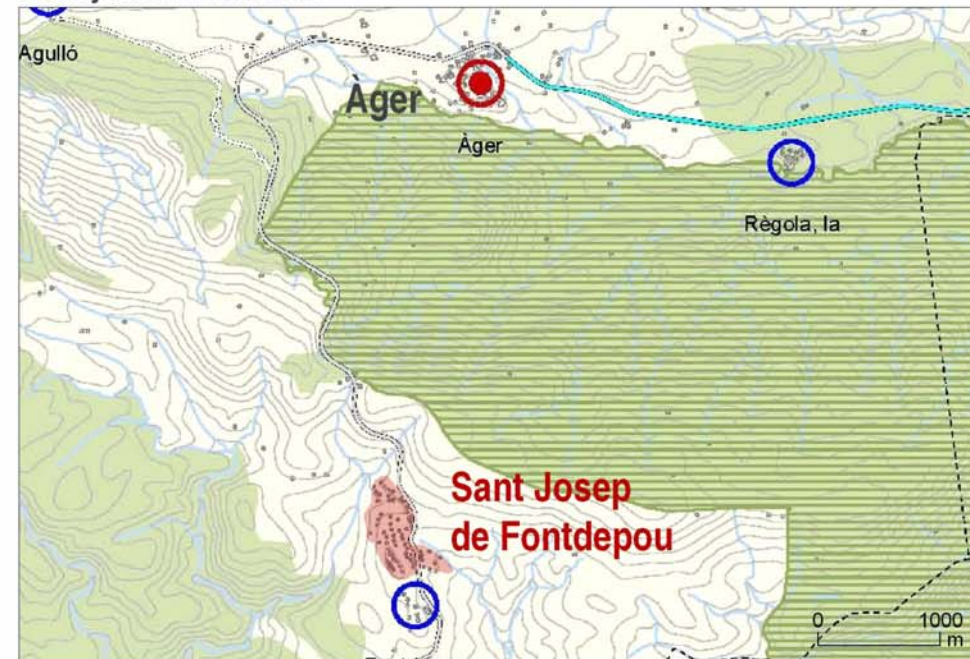 Agulló
Àger
Àger
Règola, la
Sant Josep
de Fontdepou
0 1000
m